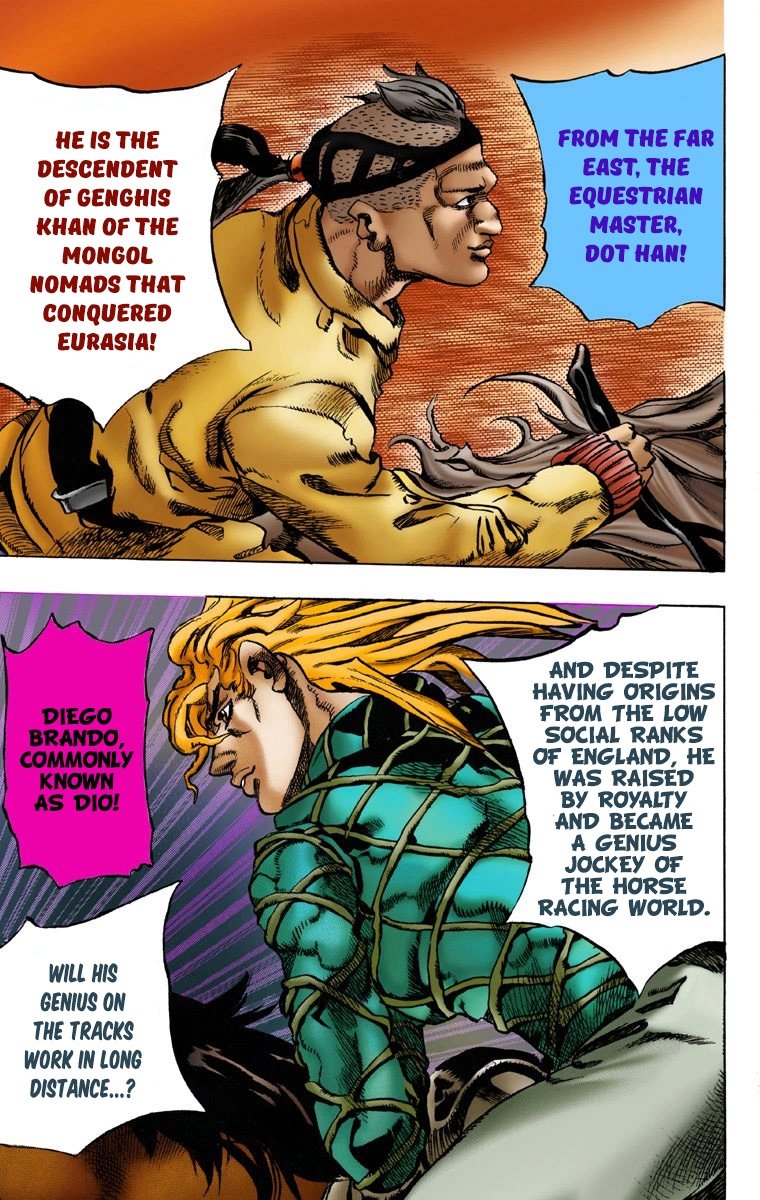 FROM THE FAR
EAST, THE
EQUESTRIAN
MASTER,
DOT HAN!
HE IS THE
DESCENDENT
OF GENGHIS
KHAN OF THE
MONGOL
NOMADS THAT
CONQUERED
EURASIA!
AND DESPITE
HAVING ORIGINS
FROM THE LOW
SOCIAL RANKS
OF ENGLAND, HE
WAS RAISED
BY ROYALTY
AND BECAME
A GENIUS
JOCKEY OF
THE HORSE
RACING WORLD.
DIEGO
BRANDO,
COMMONLY
KNOWN
AS DIO!
WILL HIS
GENIUS ON
THE TRACKS
WORK IN LONG
DISTANCE...?